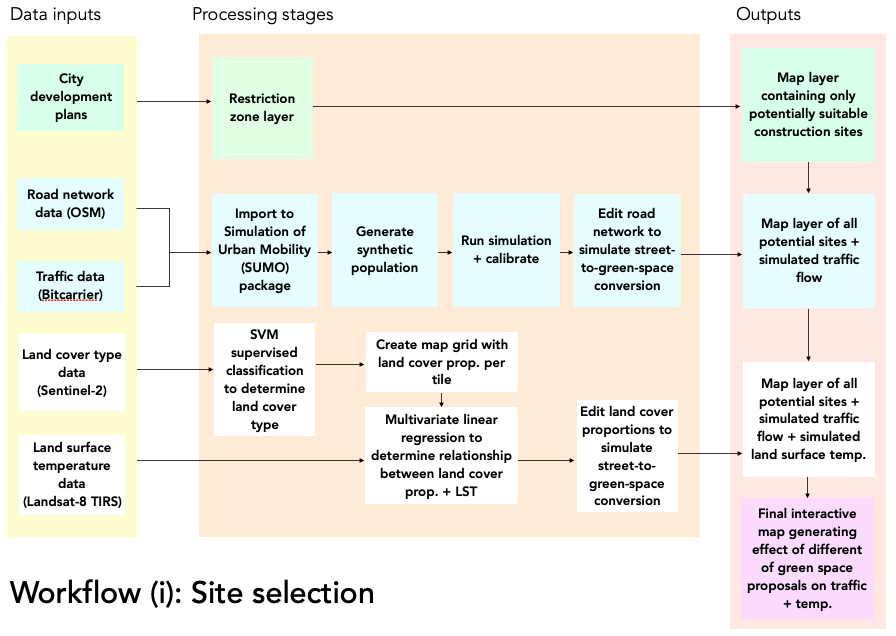 Data inputs
Processing stages
Outputs
City
development
plans
Restriction
zone layer
Map layer
containing only
potentially suitable
construction sites
Road network
data (OSM)
Traffic data
(Bitcarrier)
Import to
Simulation of
Urban Mobility
(SUMO)
package
Generate
synthetic
population
Run simulation
+ calibrate
Edit road
network to
simulate street-
to-green-space
conversion
Map layer of all
potential sites +
simulated traffic
flow
Land cover type
data
(Sentinel-2)
SVM
supervised
classification
to determine
land cover
type
Create map grid with
land cover prop. per
tile
Land surface
temperature
data
(Landsat-8 TIRS)
Multivariate linear
regression to
determine relationship
between land cover
prop. + LST
Edit land cover
proportions to
simulate
street-to-
green-space
conversion
Map layer of all
potential sites +
simulated traffic
flow + simulated
land surface temp.
Final interactive
map generating
effect of different
of green space
proposals on traffic
+ temp.
Workflow (i): Site selection